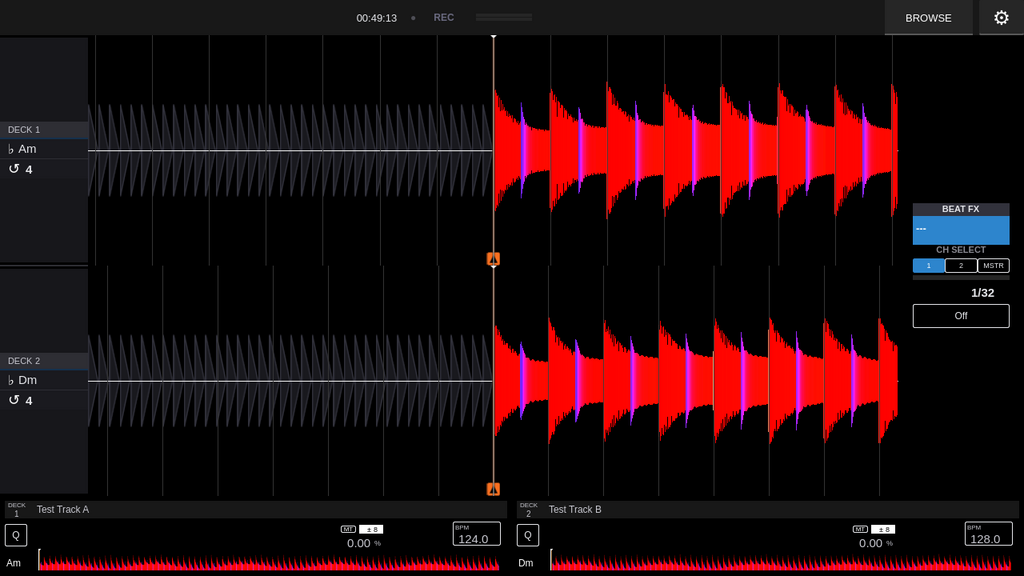 00:49:13 REC BROWSE
DECK 1
♭ Am
↺ 4
BEAT FX
---
CH SELECT
1 2 MSTR
1/32
Off
DECK 2
♭ Dm
↺ 4
DECK 1 Test Track A
Q MT ± 8 BPM
0.00 % 124.0
Am
DECK 2 Test Track B
Q MT ± 8 BPM
0.00 % 128.0
Dm